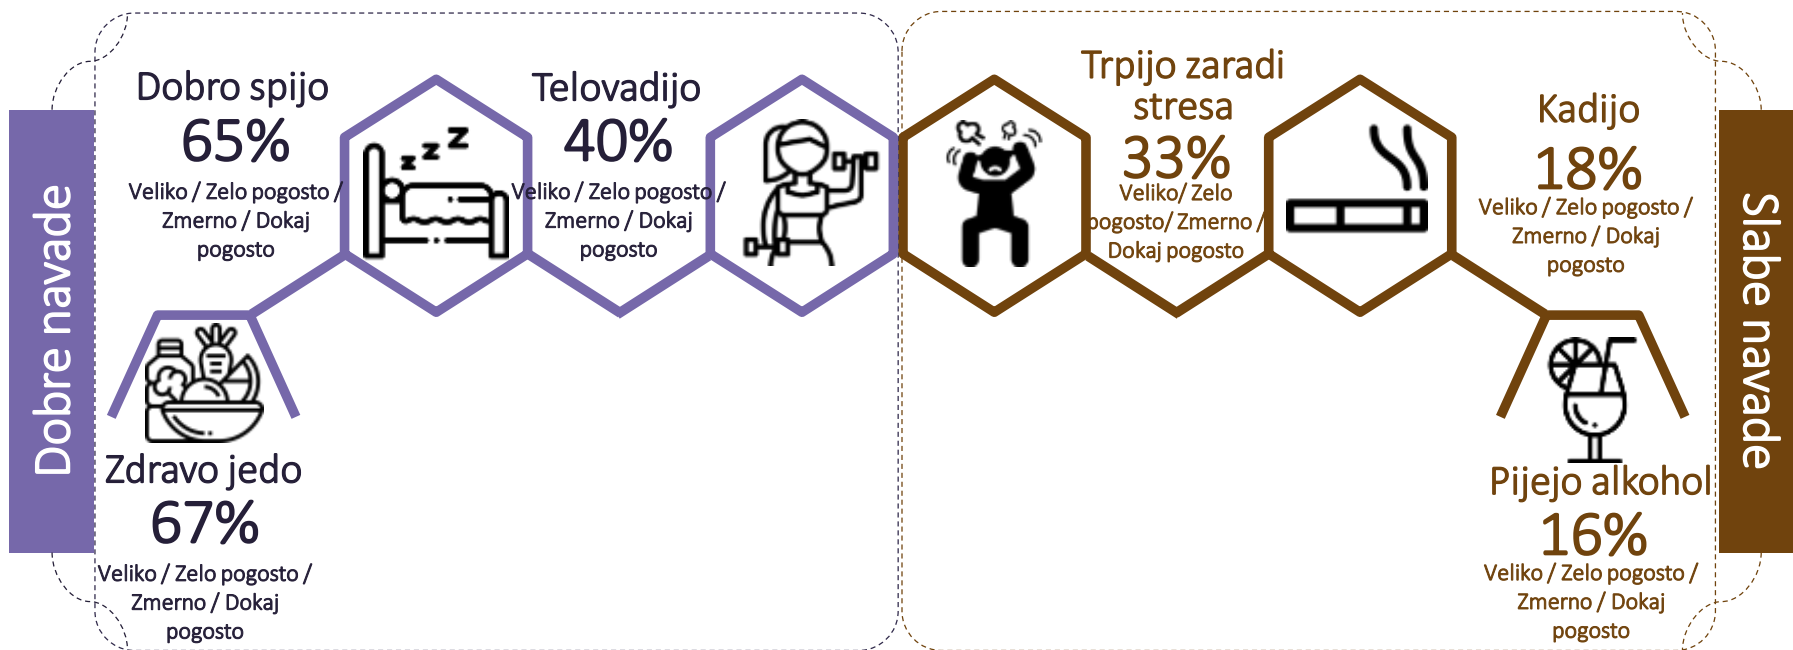 Dobre navade
Dobro spijo
65%
Veliko / Zelo pogosto /
Zmerno / Dokaj
pogosto
Telovadijo
40%
Veliko / Zelo pogosto /
Zmerno / Dokaj
pogosto
Zdravo jedo
67%
Veliko / Zelo pogosto /
Zmerno / Dokaj
pogosto
Trpijo zaradi
stresa
33%
Veliko/ Zelo
pogosto/ Zmerno /
Dokaj pogosto
Kadijo
18%
Veliko / Zelo pogosto /
Zmerno / Dokaj
pogosto
Pijejo alkohol
16%
Veliko / Zelo pogosto /
Zmerno / Dokaj
pogosto
Slabe navade